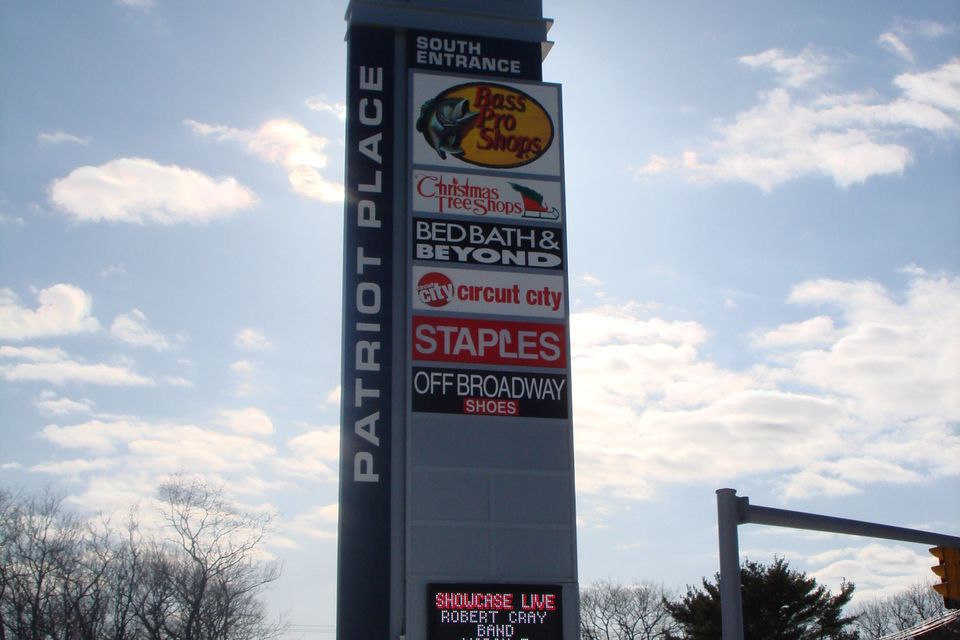 PATRIOT PLACE
SOUTH
ENTRANCE
Bass
Pro
Shops
Christmas
Tree Shops
BED BATH &
BEYOND
circuit
city
circuit city
STAPLES
OFF BROADWAY
SHOES
SHOWCASE LIVE
ROBERT CRAY
BAND